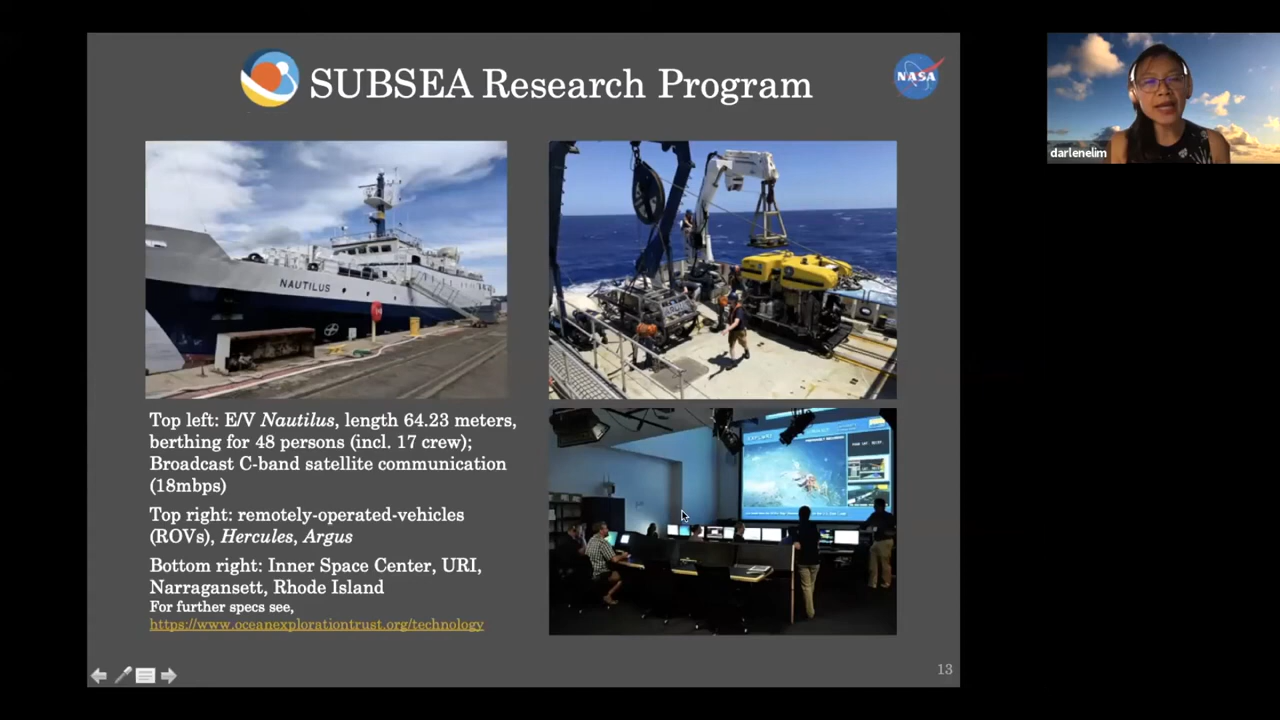 SUBSEA Research Program
NASA
darlenelim
NAUTILUS
Top left: E/V Nautilus, length 64.23 meters,
berthing for 48 persons (incl. 17 crew);
Broadcast C-band satellite communication
(18mbps)
Top right: remotely-operated-vehicles
(ROVs), Hercules, Argus
Bottom right: Inner Space Center, URI,
Narragansett, Rhode Island
For further specs see,
https://www.oceanexplorationtrust.org/technology
13